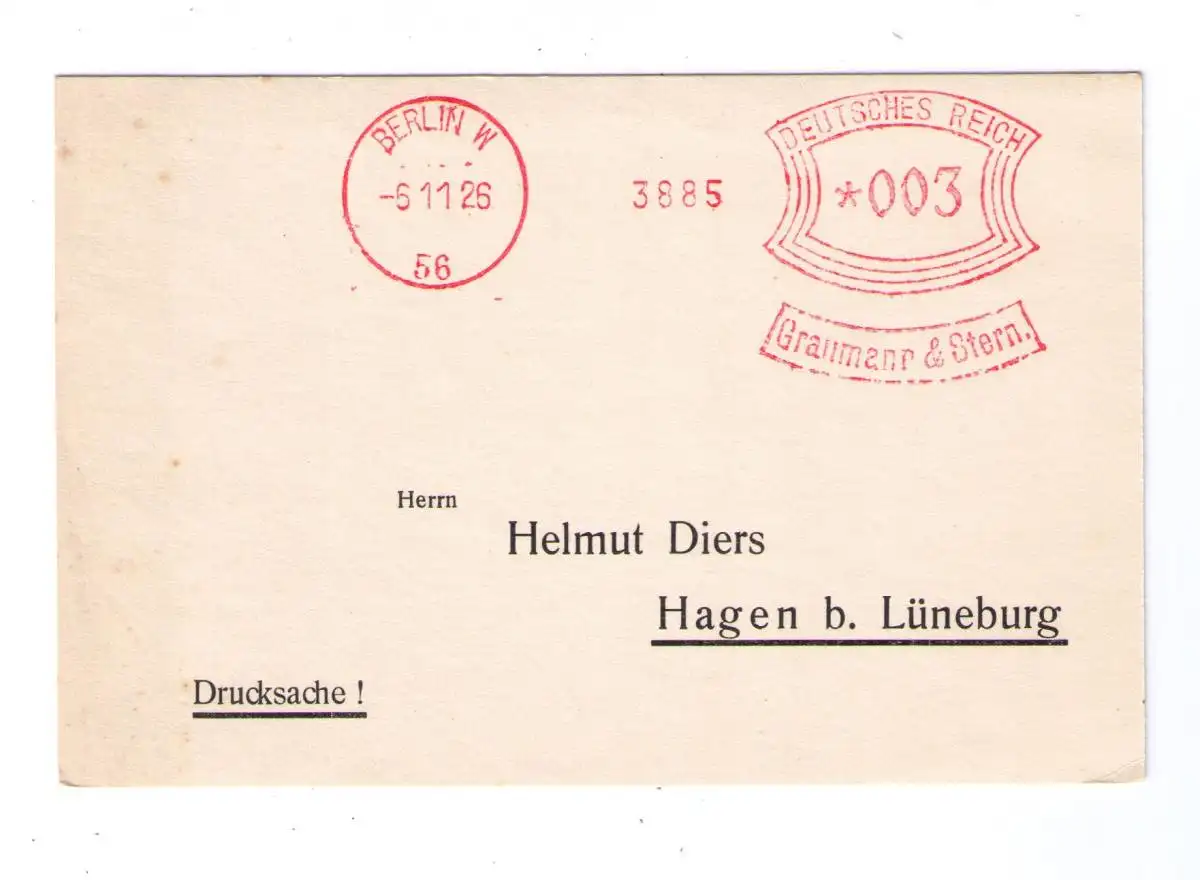 BERLIN W
-6 11 26
56
3885
DEUTSCHES REICH
*003
Graumann & Stern.
Herrn
Helmut Diers
Hagen b. Lüneburg
Drucksache !